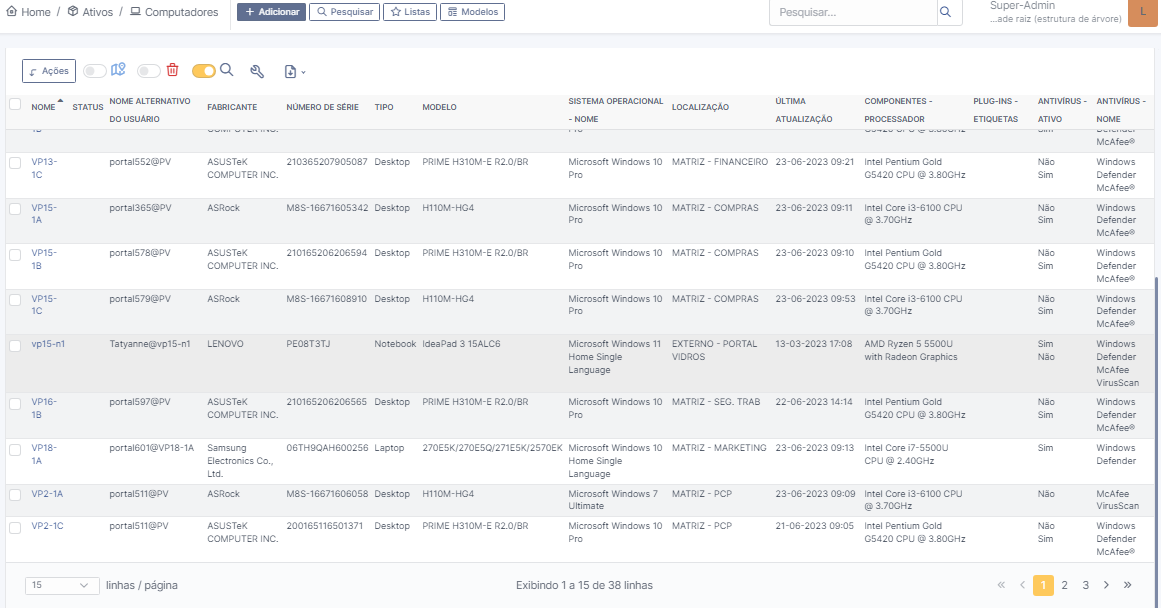 Home / Ativos / Computadores
+ Adicionar Pesquisar Listas Modelos
Pesquisar...
Super-Admin
...ade raiz (estrutura de árvore)
L
Ações
NOME STATUS NOME ALTERNATIVO DO USUÁRIO FABRICANTE NÚMERO DE SÉRIE TIPO MODELO SISTEMA OPERACIONAL - NOME LOCALIZAÇÃO ÚLTIMA ATUALIZAÇÃO COMPONENTES - PROCESSADOR PLUG-INS - ETIQUETAS ANTIVÍRUS - ATIVO ANTIVÍRUS - NOME
1B COMPUTER INC. Pro G5420 CPU @ 3.80GHz Sim Defender
McAfee®
VP13- portal552@PV ASUSTeK 210365207905087 Desktop PRIME H310M-E R2.0/BR Microsoft Windows 10 MATRIZ - FINANCEIRO 23-06-2023 09:21 Intel Pentium Gold Não Windows
1C COMPUTER INC. Pro G5420 CPU @ 3.80GHz Sim Defender
McAfee®
VP15- portal365@PV ASRock M8S-16671605342 Desktop H110M-HG4 Microsoft Windows 10 MATRIZ - COMPRAS 23-06-2023 09:11 Intel Core i3-6100 CPU Não Windows
1A Pro @ 3.70GHz Sim Defender
McAfee®
VP15- portal578@PV ASUSTeK 210165206206594 Desktop PRIME H310M-E R2.0/BR Microsoft Windows 10 MATRIZ - COMPRAS 23-06-2023 09:10 Intel Pentium Gold Não Windows
1B COMPUTER INC. Pro G5420 CPU @ 3.80GHz Sim Defender
McAfee®
VP15- portal579@PV ASRock M8S-16671608910 Desktop H110M-HG4 Microsoft Windows 10 MATRIZ - COMPRAS 23-06-2023 09:53 Intel Core i3-6100 CPU Não Windows
1C Pro @ 3.70GHz Sim Defender
McAfee®
vp15-n1 Tatyanne@vp15-n1 LENOVO PE08T3TJ Notebook IdeaPad 3 15ALC6 Microsoft Windows 11 EXTERNO - PORTAL 13-03-2023 17:08 AMD Ryzen 5 5500U Sim Windows
Home Single VIDROS with Radeon Graphics Não Defender
Language McAfee
VirusScan
VP16- portal597@PV ASUSTeK 210165206206565 Desktop PRIME H310M-E R2.0/BR Microsoft Windows 10 MATRIZ - SEG. TRAB 22-06-2023 14:14 Intel Pentium Gold Não Windows
1B COMPUTER INC. Pro G5420 CPU @ 3.80GHz Sim Defender
McAfee®
VP18- portal601@VP18-1A Samsung 06TH9QAH600256 Laptop 270E5K/270E5Q/271E5K/2570EK Microsoft Windows 10 MATRIZ - MARKETING 23-06-2023 09:13 Intel Core i7-5500U Sim Windows
1A Electronics Co., Home Single CPU @ 2.40GHz Defender
Ltd. Language
VP2-1A portal511@PV ASRock M8S-16671606058 Desktop H110M-HG4 Microsoft Windows 7 MATRIZ - PCP 23-06-2023 09:09 Intel Core i3-6100 CPU Não McAfee
Ultimate @ 3.70GHz VirusScan
VP2-1C portal511@PV ASUSTeK 200165116501371 Desktop PRIME H310M-E R2.0/BR Microsoft Windows 10 MATRIZ - PCP 21-06-2023 09:05 Intel Pentium Gold Não Windows
COMPUTER INC. Pro G5420 CPU @ 3.80GHz Sim Defender
McAfee®
15 linhas / página Exibindo 1 a 15 de 38 linhas « ‹ 1 2 3 › »